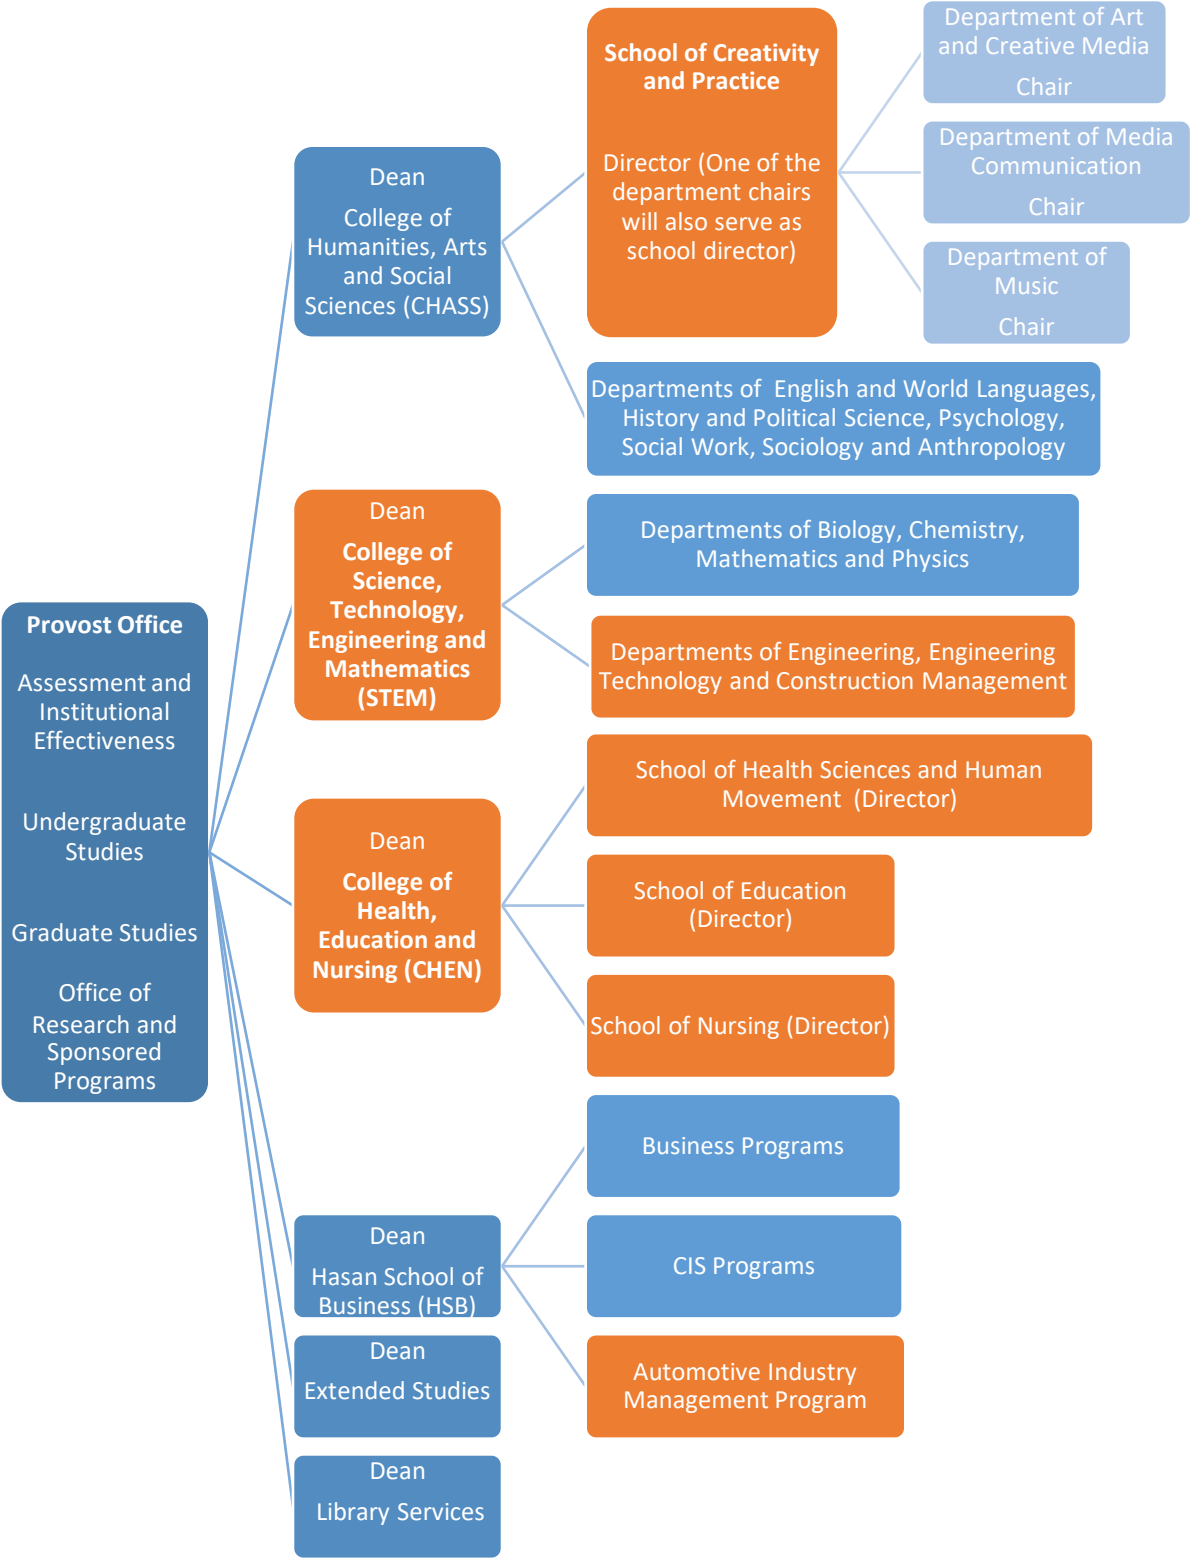 Provost Office
Assessment and
Institutional
Effectiveness
Undergraduate
Studies
Graduate Studies
Office of
Research and
Sponsored
Programs
Dean
College of
Humanities, Arts
and Social
Sciences (CHASS)
School of Creativity
and Practice
Director (One of the
department chairs
will also serve as
school director)
Department of Art
and Creative Media
Chair
Department of Media
Communication
Chair
Department of
Music
Chair
Departments of  English and World Languages,
History and Political Science, Psychology,
Social Work, Sociology and Anthropology
Dean
College of
Science,
Technology,
Engineering and
Mathematics
(STEM)
Departments of Biology, Chemistry,
Mathematics and Physics
Departments of Engineering, Engineering
Technology and Construction Management
Dean
College of
Health,
Education and
Nursing (CHEN)
School of Health Sciences and Human
Movement  (Director)
School of Education
(Director)
School of Nursing (Director)
Dean
Hasan School of
Business (HSB)
Business Programs
CIS Programs
Automotive Industry
Management Program
Dean
Extended Studies
Dean
Library Services